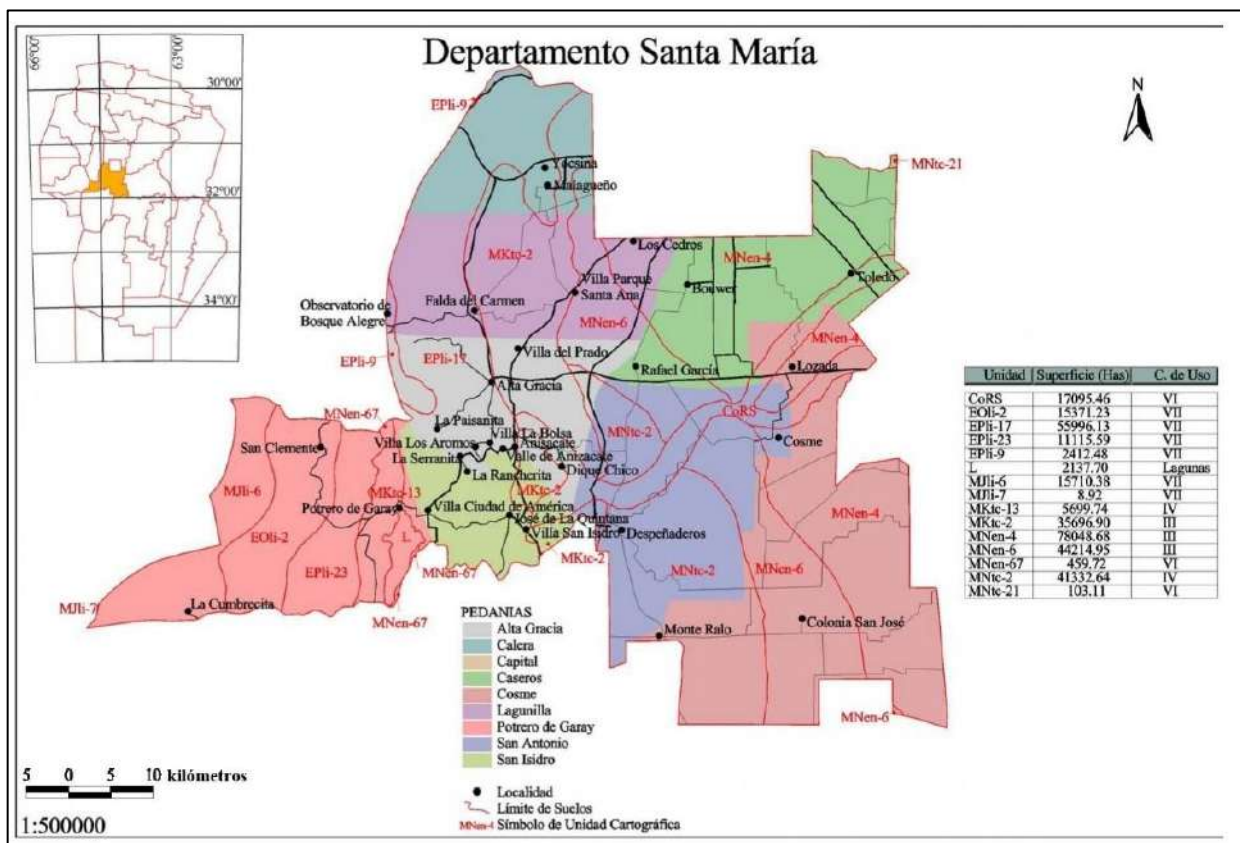 Departamento Santa María
66°00'
63°00'
30°00'
32°00'
34°00'
N
EPli-9
Yocsina
Malagueño
MNtc-21
MKtc-2
Los Cedros
MNen-4
Villa Parque
Santa Ana
Toledo
Bouwer
Observatorio de
Bosque Alegre
Falda del Carmen
MNen-6
MNen-4
EPli-9
EPli-17
Villa del Prado
Rafael García
Lozada
Alta Gracia
MNen-67
La Paisanita
CoRS
San Clemente
Villa Los Aromos
Villa La Bolsa
Anizacate
MNtc-2
Cosme
La Serranita
Valle de Anizacate
La Rancherita
Dique Chico
MJli-6
MKtc-13
MKtc-2
MNen-4
Potrero de Garay
Villa Ciudad de América
José de La Quintana
EOli-2
L
Villa San Isidro
Despeñaderos
MKtc-2
EPli-23
MNen-67
MNtc-2
MNen-6
MJli-7
La Cumbrecita
MNen-67
Monte Ralo
Colonia San José
MNen-6
Unidad Superficie (Has) C. de Uso
CoRS 17095.46 VI
EOli-2 15371.23 VII
EPli-17 55996.13 VII
EPli-23 11115.59 VII
EPli-9 2412.48 VII
L 2137.70 Lagunas
MJli-6 15710.38 VII
MJli-7 8.92 VII
MKtc-13 5699.74 IV
MKtc-2 35696.90 III
MNen-4 78048.68 III
MNen-6 44214.95 III
MNen-67 459.72 VI
MNtc-2 41332.64 IV
MNtc-21 103.11 VI
PEDANIAS
Alta Gracia
Calera
Capital
Caseros
Cosme
Lagunilla
Potrero de Garay
San Antonio
San Isidro
Localidad
Límite de Suelos
MNen-4 Símbolo de Unidad Cartográfica
5 0 5 10 kilómetros
1:500000